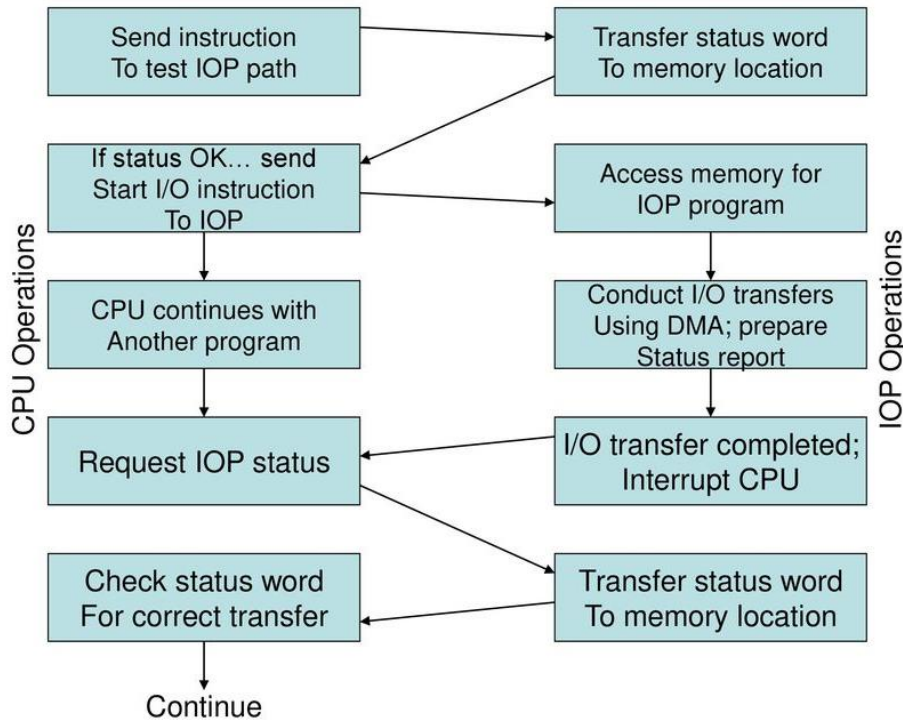 Send instruction
To test IOP path
Transfer status word
To memory location
If status OK... send
Start I/O instruction
To IOP
Access memory for
IOP program
CPU Operations
CPU continues with
Another program
Conduct I/O transfers
Using DMA; prepare
Status report
IOP Operations
Request IOP status
I/O transfer completed;
Interrupt CPU
Check status word
For correct transfer
Transfer status word
To memory location
Continue